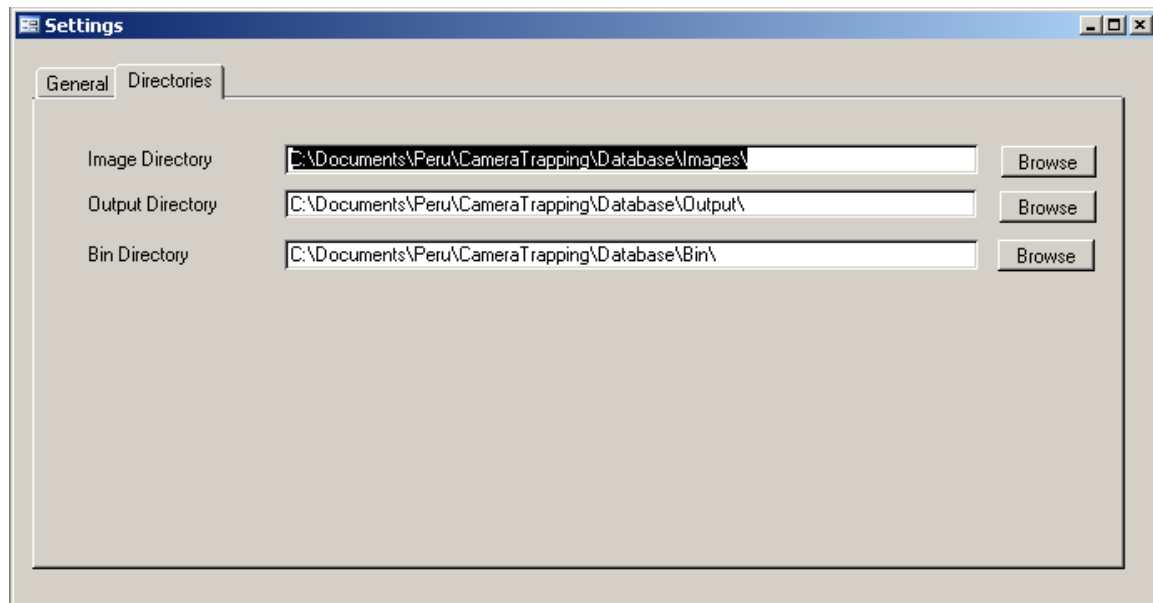 Settings
General Directories
Image Directory C:\Documents\Peru\CameraTrapping\Database\Images\ Browse
Output Directory C:\Documents\Peru\CameraTrapping\Database\Output\ Browse
Bin Directory C:\Documents\Peru\CameraTrapping\Database\Bin\ Browse